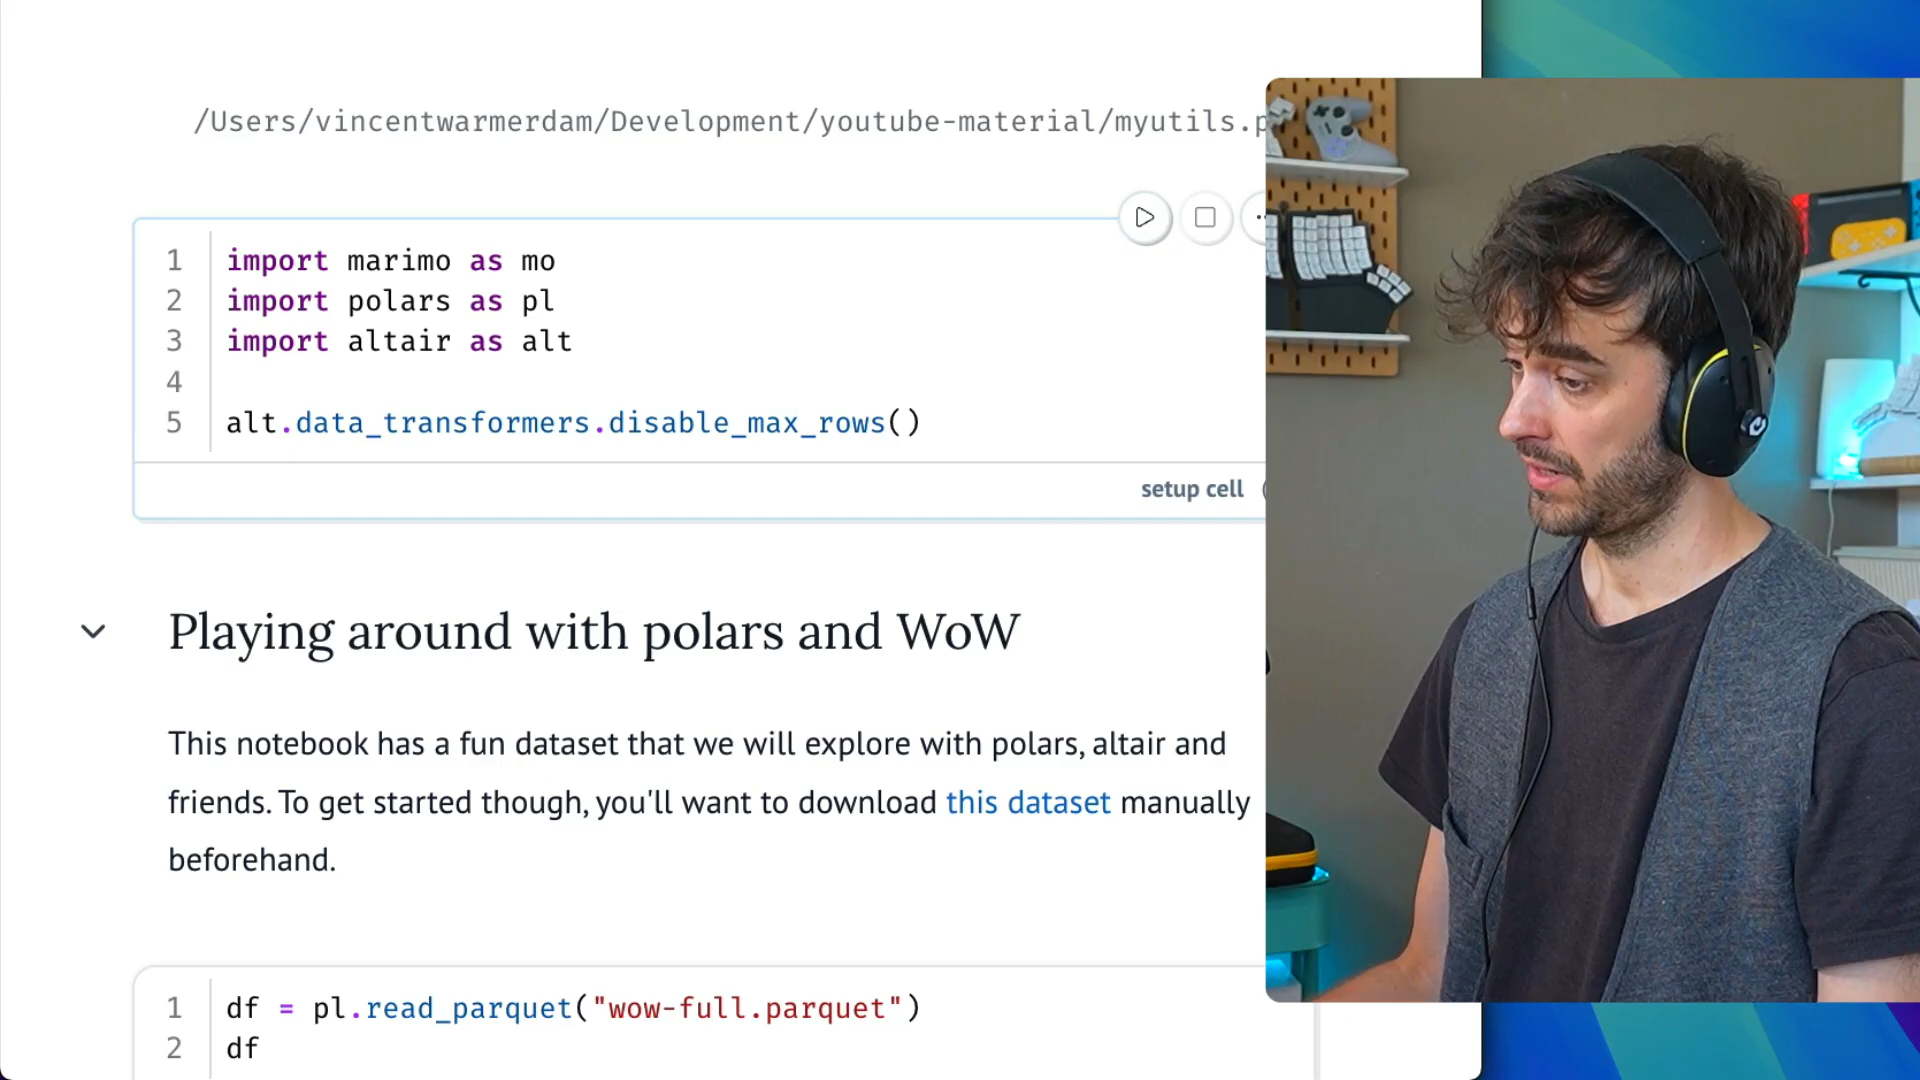 /Users/vincentwarmerdam/Development/youtube-material/myutils.p
1 import marimo as mo
2 import polars as pl
3 import altair as alt
4
5 alt.data_transformers.disable_max_rows()
setup cell
Playing around with polars and WoW
This notebook has a fun dataset that we will explore with polars, altair and
friends. To get started though, you'll want to download this dataset manually
beforehand.
1 df = pl.read_parquet("wow-full.parquet")
2 df